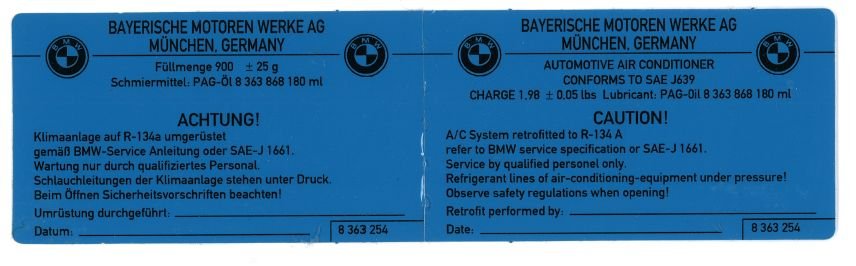 BAYERISCHE MOTOREN WERKE AG
MÜNCHEN, GERMANY
BMW
BMW
Füllmenge 900 ± 25 g
Schmiermittel: PAG-Öl 8 363 868 180 ml
ACHTUNG!
Klimaanlage auf R-134a umgerüstet
gemäß BMW-Service Anleitung oder SAE-J 1661.
Wartung nur durch qualifiziertes Personal.
Schlauchleitungen der Klimaanlage stehen unter Druck.
Beim Öffnen Sicherheitsvorschriften beachten!
Umrüstung durchgeführt:
Datum:
8 363 254
BAYERISCHE MOTOREN WERKE AG
MÜNCHEN, GERMANY
BMW
BMW
AUTOMOTIVE AIR CONDITIONER
CONFORMS TO SAE J639
CHARGE 1.98 ± 0.05 lbs Lubricant: PAG-Oil 8 363 868 180 ml
CAUTION!
A/C System retrofitted to R-134 A
refer to BMW service specification or SAE-J 1661.
Service by qualified personel only.
Refrigerant lines of air-conditioning-equipment under pressure!
Observe safety regulations when opening!
Retrofit performed by:
Date:
8 363 254